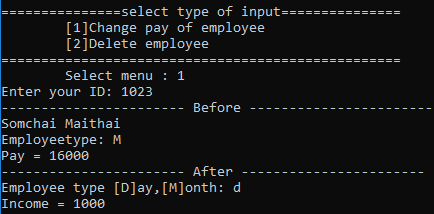 ===============select type of input===============
        [1]Change pay of employee
        [2]Delete employee
==================================================
        Select menu : 1
Enter your ID: 1023
----------------------- Before -----------------------
Somchai Maithai
Employeetype: M
Pay = 16000
----------------------- After -----------------------
Employee type [D]ay,[M]onth: d
Income = 1000